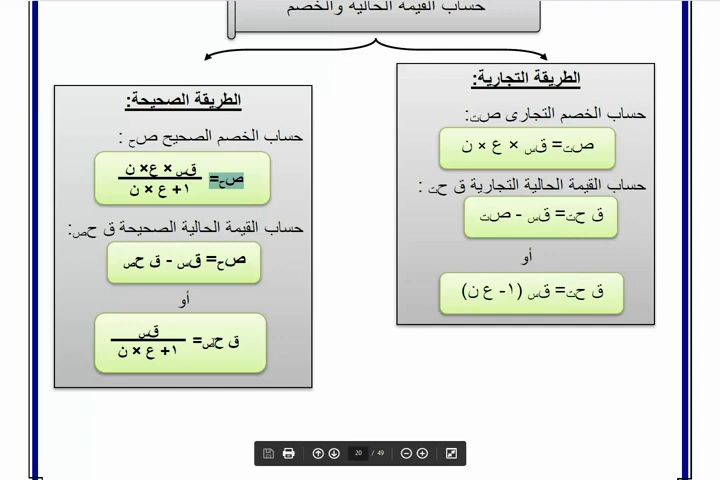 حساب القيمة الحالية والخصم
الطريقة التجارية:
حساب الخصم التجارى صت:
صت= قس × ع × ن
حساب القيمة الحالية التجارية ق حت :
ق حت= قس - صت
أو
ق حت= قس (١- ع ن)
الطريقة الصحيحة:
حساب الخصم الصحيح صح :
قس × ع× ن
صح=
١+ ع × ن
حساب القيمة الحالية الصحيحة ق حص:
صح= قس - ق حص
أو
قس
ق حص=
١+ ع × ن
20 / 49